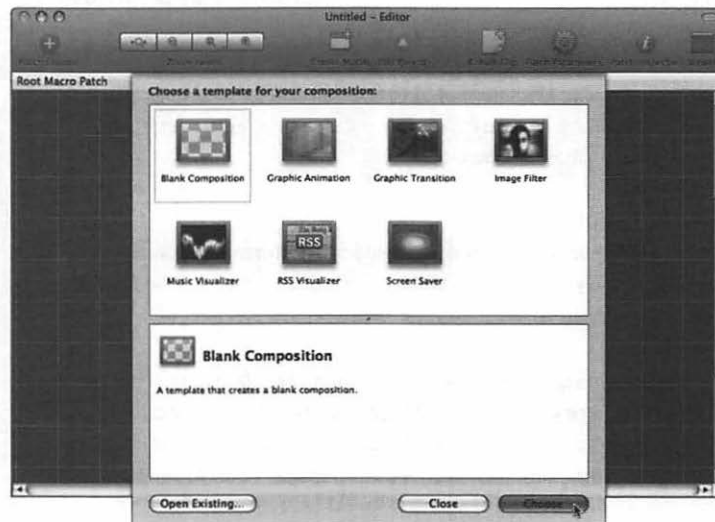 Untitled – Editor
Root Macro Patch
Choose a template for your composition:
Blank Composition
Graphic Animation
Graphic Transition
Image Filter
RSS
Music Visualizer
RSS Visualizer
Screen Saver
Blank Composition
A template that creates a blank composition.
Open Existing...
Close
Choose